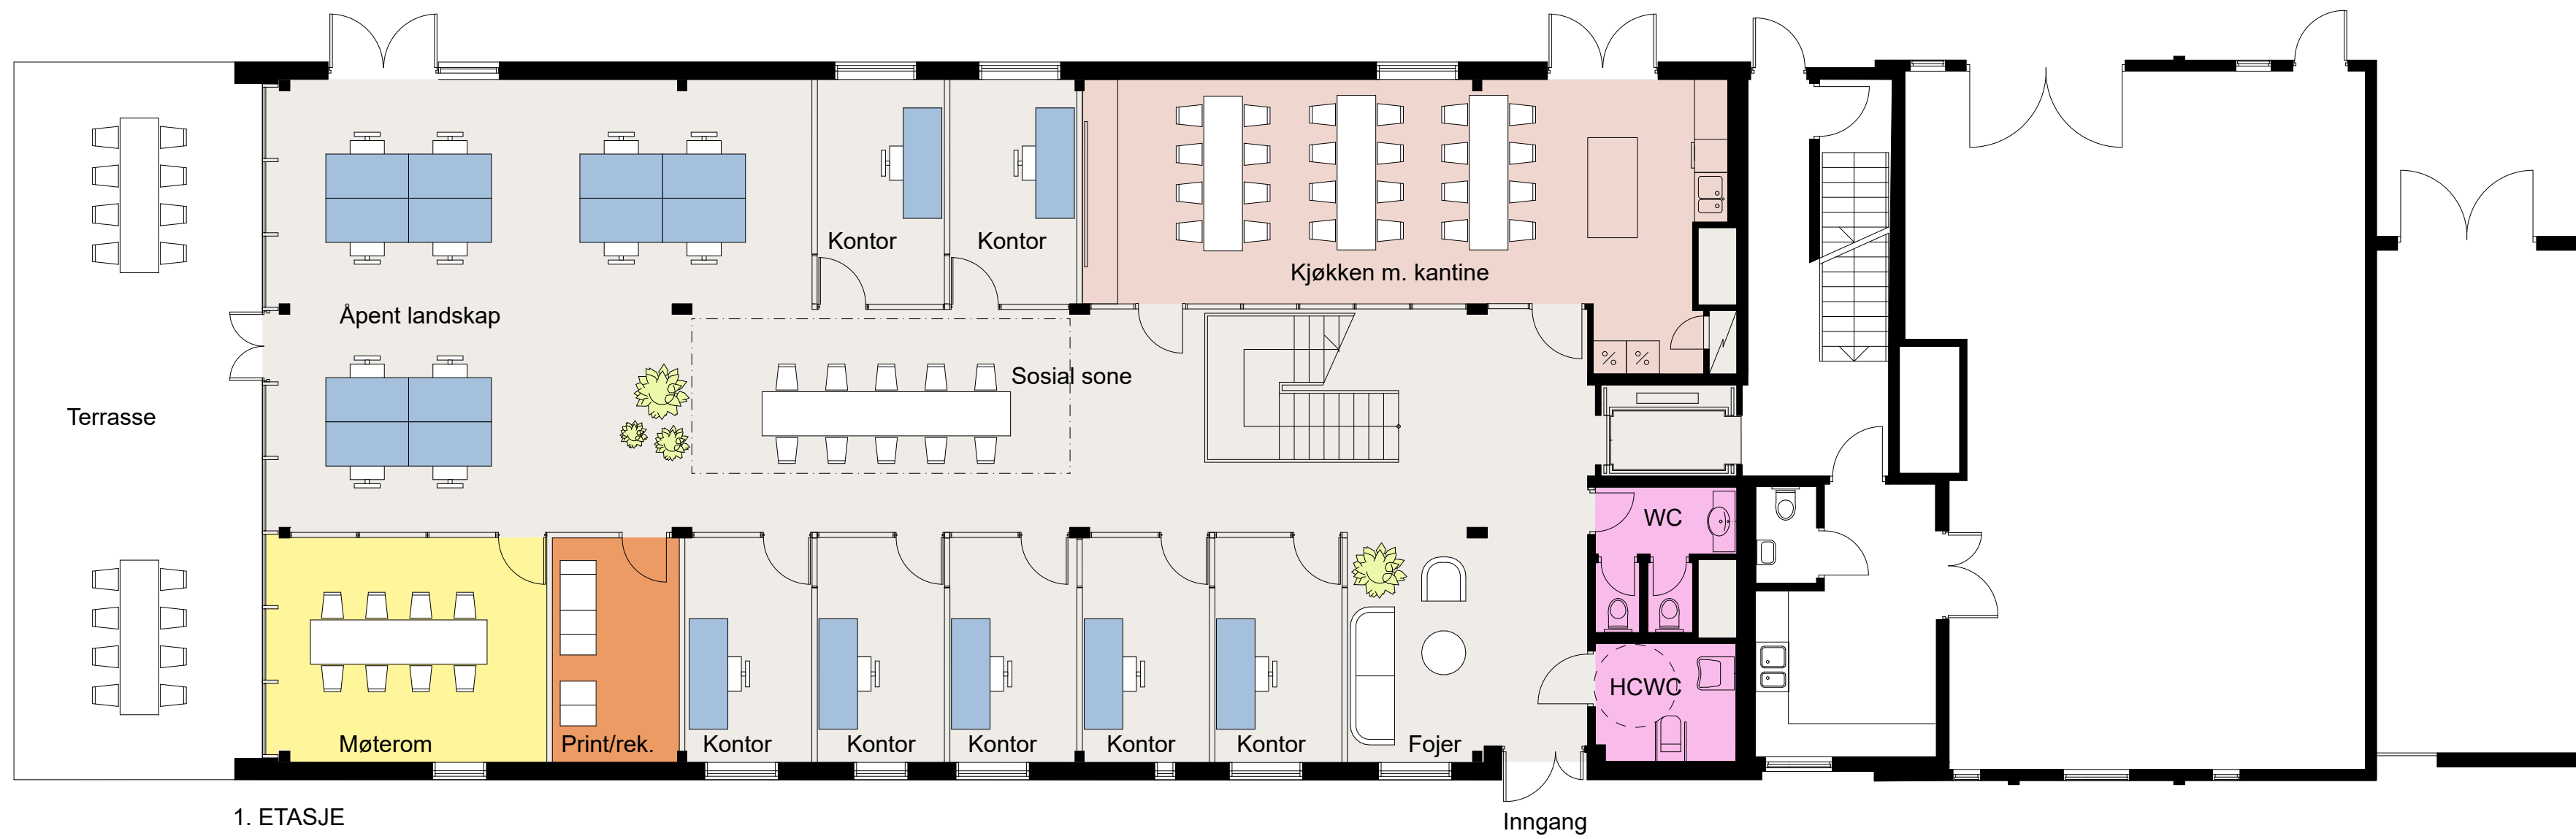 Kontor
Kontor
Kjøkken m. kantine
Åpent landskap
Sosial sone
Terrasse
WC
HCWC
Møterom
Print/rek.
Kontor
Kontor
Kontor
Kontor
Kontor
Fojer
1. ETASJE
Inngang